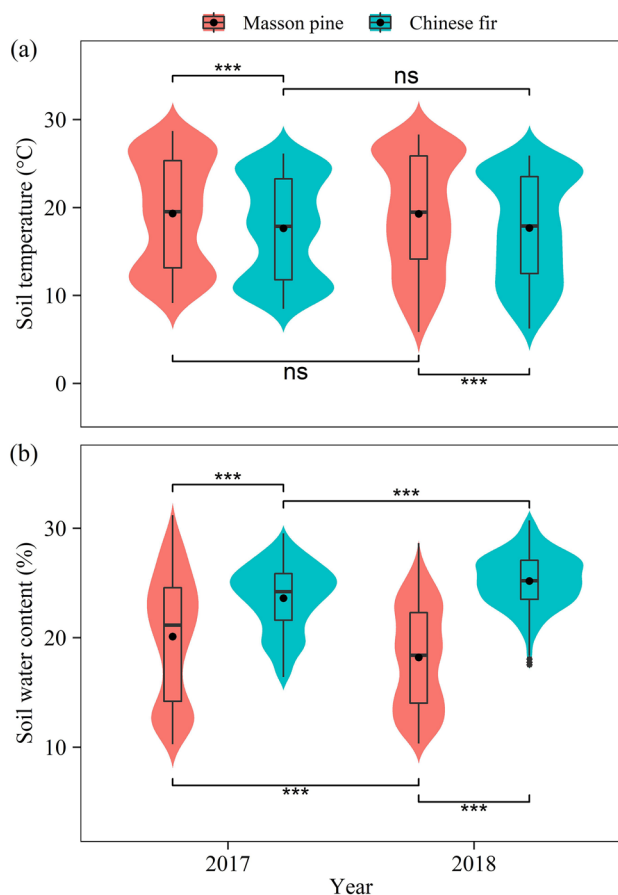 Masson pine Chinese fir
(a)
*** ns
30
20
10
0
Soil temperature (°C)
ns ***
(b)
*** ***
30
20
10
Soil water content (%)
*** ***
2017 2018
Year